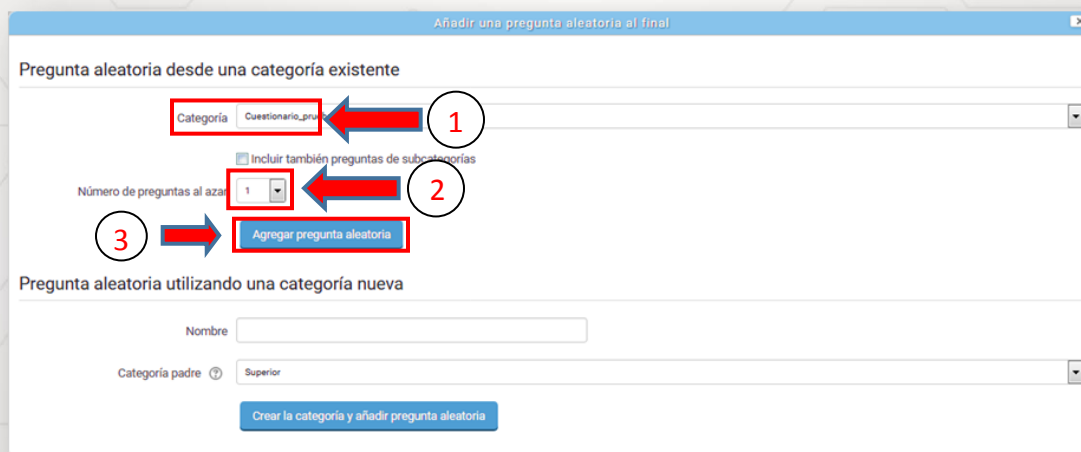 Añadir una pregunta aleatoria al final
Pregunta aleatoria desde una categoría existente
Categoría
1
Incluir también preguntas de subcategorías
Número de preguntas al azar 1
2
3
Agregar pregunta aleatoria
Pregunta aleatoria utilizando una categoría nueva
Nombre
Categoría padre ? Superior
Crear la categoría y añadir pregunta aleatoria